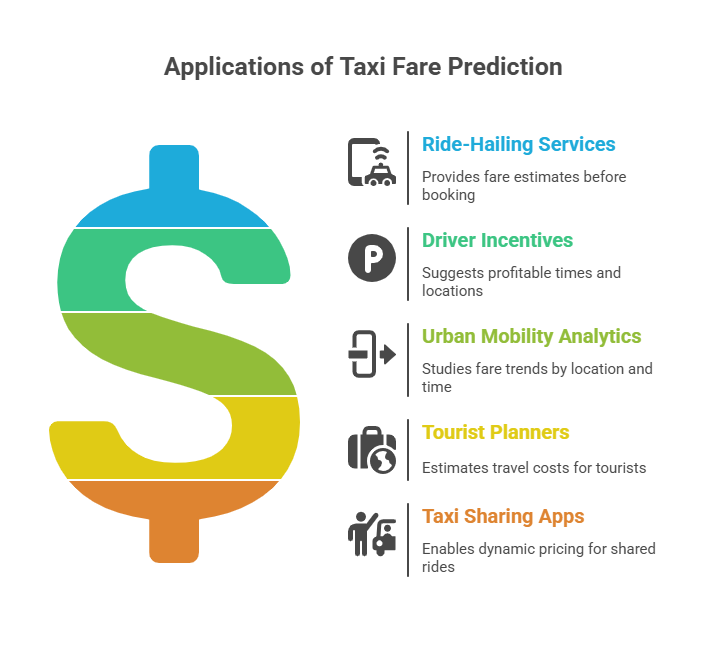 Applications of Taxi Fare Prediction
Ride-Hailing Services
Provides fare estimates before
booking
P
Driver Incentives
Suggests profitable times and
locations
Urban Mobility Analytics
Studies fare trends by location and
time
Tourist Planners
Estimates travel costs for tourists
Taxi Sharing Apps
Enables dynamic pricing for shared
rides